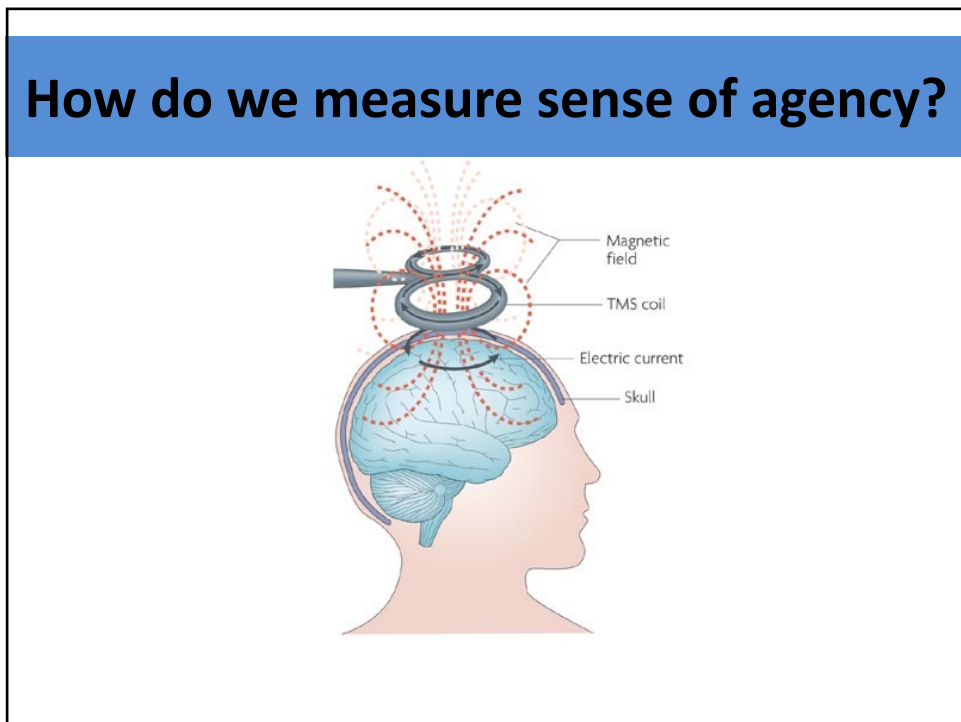 How do we measure sense of agency?
Magnetic
field
TMS coil
Electric current
Skull